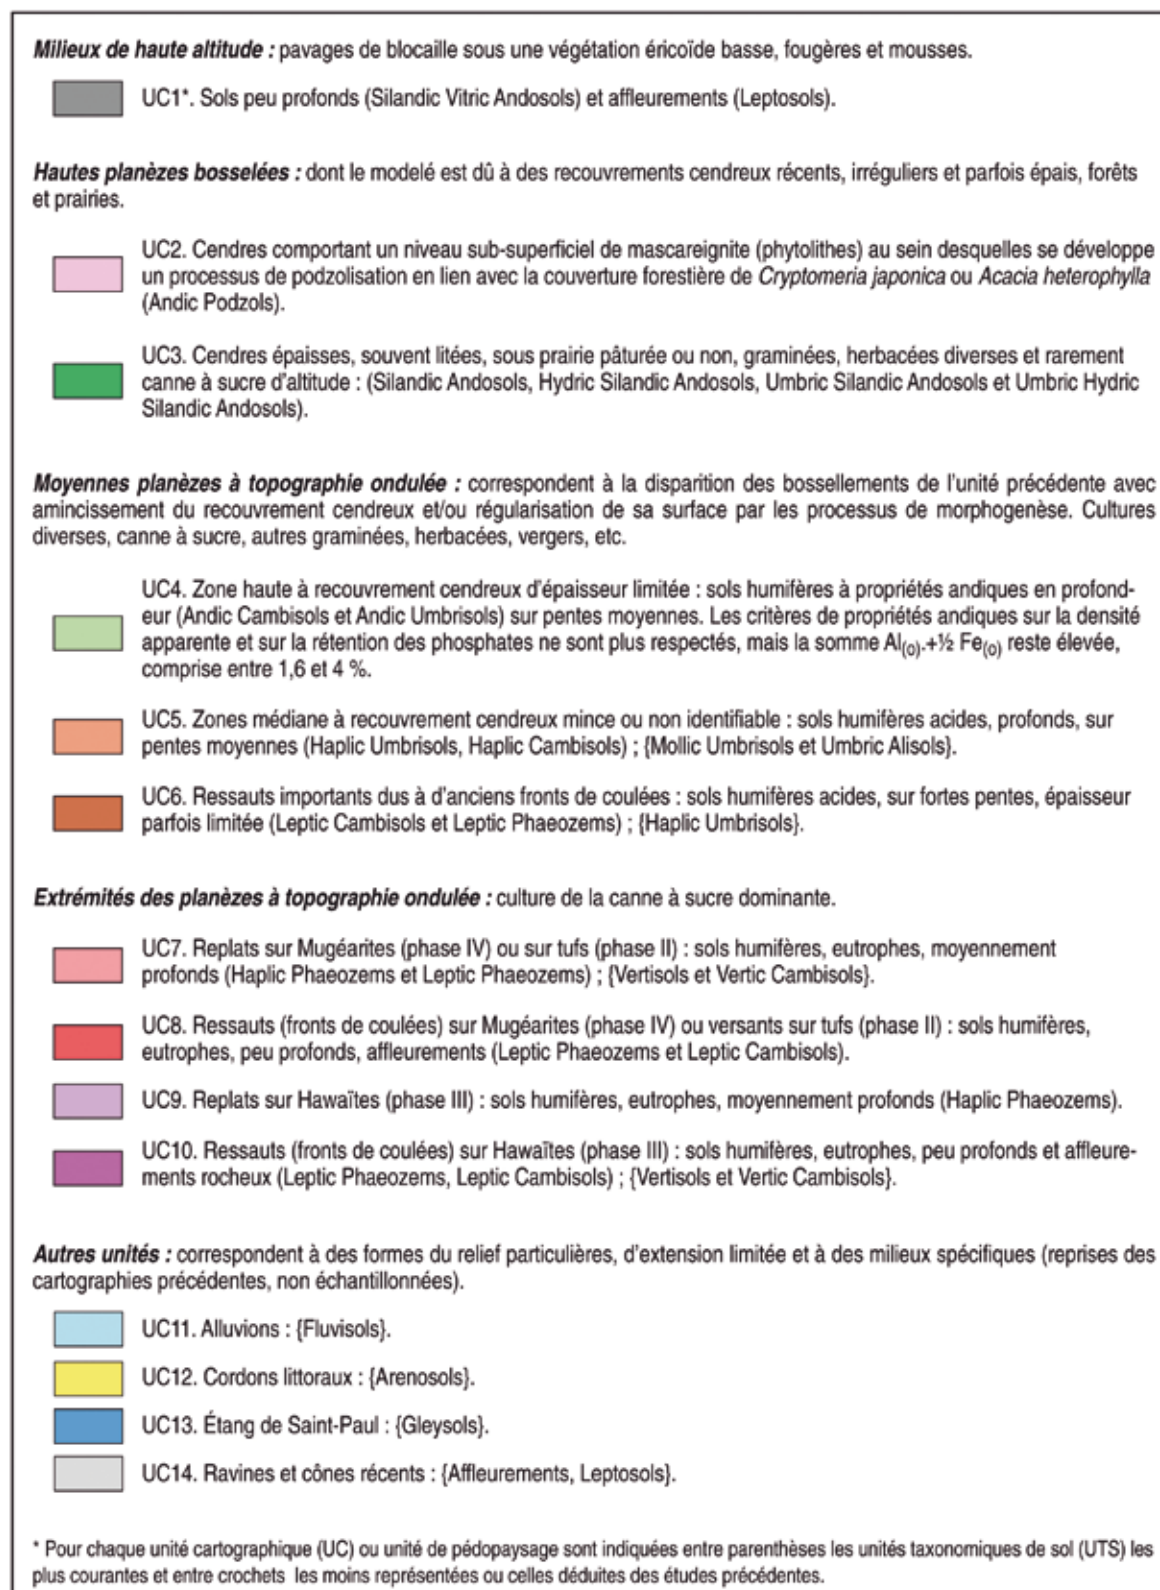 Milieux de haute altitude : pavages de blocaille sous une végétation éricoïde basse, fougères et mousses.
UC1*. Sols peu profonds (Silandic Vitric Andosols) et affleurements (Leptosols).
Hautes planèzes bosselées : dont le modelé est dû à des recouvrements cendreux récents, irréguliers et parfois épais, forêts
et prairies.
UC2. Cendres comportant un niveau sub-superficiel de mascareignite (phytolithes) au sein desquelles se développe
un processus de podzolisation en lien avec la couverture forestière de Cryptomeria japonica ou Acacia heterophylla
(Andic Podzols).
UC3. Cendres épaisses, souvent litées, sous prairie pâturée ou non, graminées, herbacées diverses et rarement
canne à sucre d'altitude : (Silandic Andosols, Hydric Silandic Andosols, Umbric Silandic Andosols et Umbric Hydric
Silandic Andosols).
Moyennes planèzes à topographie ondulée : correspondent à la disparition des bossellements de l'unité précédente avec
amincissement du recouvrement cendreux et/ou régularisation de sa surface par les processus de morphogenèse. Cultures
diverses, canne à sucre, autres graminées, herbacées, vergers, etc.
UC4. Zone haute à recouvrement cendreux d'épaisseur limitée : sols humifères à propriétés andiques en profond-
eur (Andic Cambisols et Andic Umbrisols) sur pentes moyennes. Les critères de propriétés andiques sur la densité
apparente et sur la rétention des phosphates ne sont plus respectés, mais la somme Al(o).+½ Fe(o) reste élevée,
comprise entre 1,6 et 4 %.
UC5. Zones médiane à recouvrement cendreux mince ou non identifiable : sols humifères acides, profonds, sur
pentes moyennes (Haplic Umbrisols, Haplic Cambisols) ; {Mollic Umbrisols et Umbric Alisols}.
UC6. Ressauts importants dus à d'anciens fronts de coulées : sols humifères acides, sur fortes pentes, épaisseur
parfois limitée (Leptic Cambisols et Leptic Phaeozems) ; {Haplic Umbrisols}.
Extrémités des planèzes à topographie ondulée : culture de la canne à sucre dominante.
UC7. Replats sur Mugéarites (phase IV) ou sur tufs (phase II) : sols humifères, eutrophes, moyennement
profonds (Haplic Phaeozems et Leptic Phaeozems) ; {Vertisols et Vertic Cambisols}.
UC8. Ressauts (fronts de coulées) sur Mugéarites (phase IV) ou versants sur tufs (phase II) : sols humifères,
eutrophes, peu profonds, affleurements (Leptic Phaeozems et Leptic Cambisols).
UC9. Replats sur Hawaïtes (phase III) : sols humifères, eutrophes, moyennement profonds (Haplic Phaeozems).
UC10. Ressauts (fronts de coulées) sur Hawaïtes (phase III) : sols humifères, eutrophes, peu profonds et affleure-
ments rocheux (Leptic Phaeozems, Leptic Cambisols) ; {Vertisols et Vertic Cambisols}.
Autres unités : correspondent à des formes du relief particulières, d'extension limitée et à des milieux spécifiques (reprises des
cartographies précédentes, non échantillonnées).
UC11. Alluvions : {Fluvisols}.
UC12. Cordons littoraux : {Arenosols}.
UC13. Étang de Saint-Paul : {Gleysols}.
UC14. Ravines et cônes récents : {Affleurements, Leptosols}.
* Pour chaque unité cartographique (UC) ou unité de pédopaysage sont indiquées entre parenthèses les unités taxonomiques de sol (UTS) les
plus courantes et entre crochets les moins représentées ou celles déduites des études précédentes.